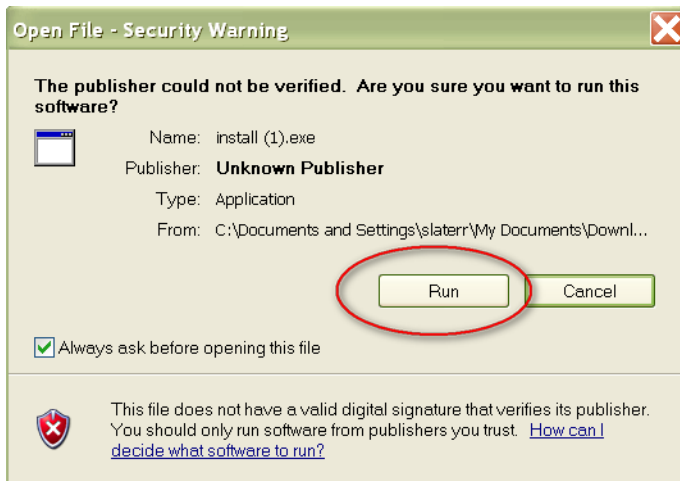 Open File - Security Warning
The publisher could not be verified. Are you sure you want to run this
software?
Name: install (1).exe
Publisher: Unknown Publisher
Type: Application
From: C:\Documents and Settings\slaterr\My Documents\Downl...
Run Cancel
Always ask before opening this file
This file does not have a valid digital signature that verifies its publisher.
You should only run software from publishers you trust. How can I
decide what software to run?